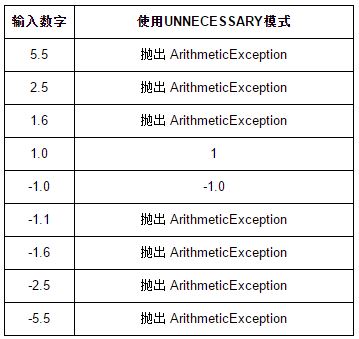 输入数字 使用UNNECESSARY模式
5.5 抛出 ArithmeticException
2.5 抛出 ArithmeticException
1.6 抛出 ArithmeticException
1.0 1
-1.0 -1.0
-1.1 抛出 ArithmeticException
-1.6 抛出 ArithmeticException
-2.5 抛出 ArithmeticException
-5.5 抛出 ArithmeticException